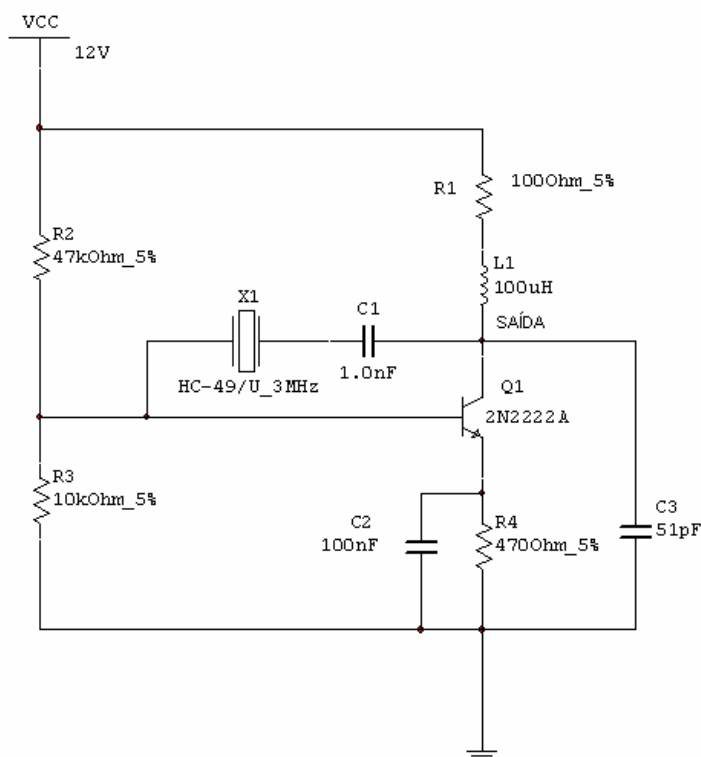 VCC
12V
R1
100Ohm_5%
R2
47kOhm_5%
L1
100uH
X1
C1
SAÍDA
1.0nF
HC-49/U_3MHz
Q1
2N2222A
R3
10kOhm_5%
C2
100nF
R4
470Ohm_5%
C3
51pF